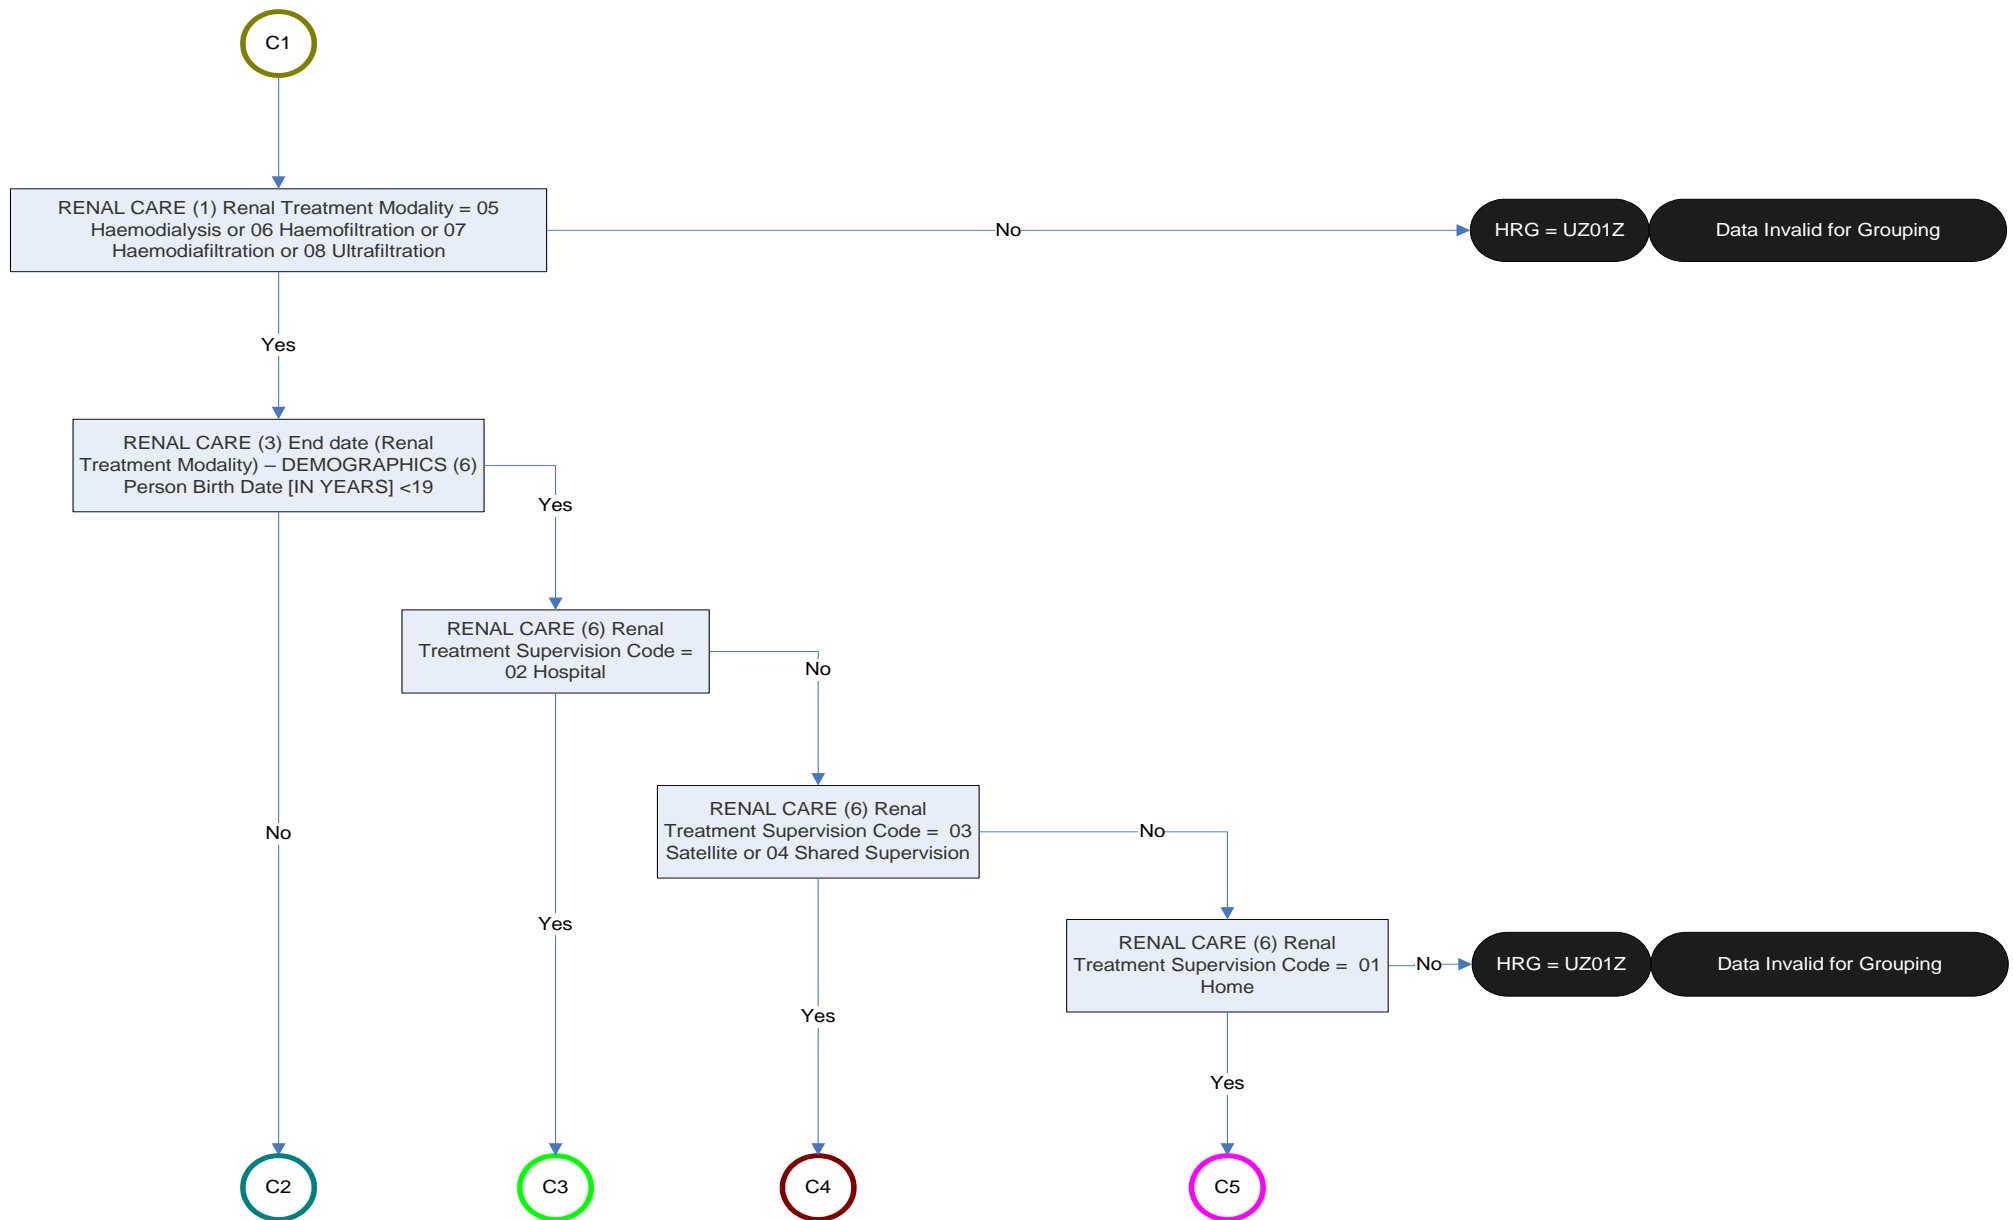 C1
RENAL CARE (1) Renal Treatment Modality = 05
Haemodialysis or 06 Haemofiltration or 07
Haemodiafiltration or 08 Ultrafiltration
No
HRG = UZ01Z
Data Invalid for Grouping
Yes
RENAL CARE (3) End date (Renal
Treatment Modality) – DEMOGRAPHICS (6)
Person Birth Date [IN YEARS] <19
Yes
RENAL CARE (6) Renal
Treatment Supervision Code =
02 Hospital
No
RENAL CARE (6) Renal
Treatment Supervision Code =  03
Satellite or 04 Shared Supervision
No
No
Yes
RENAL CARE (6) Renal
Treatment Supervision Code =  01
Home
No
HRG = UZ01Z
Data Invalid for Grouping
Yes
Yes
C2
C3
C4
C5